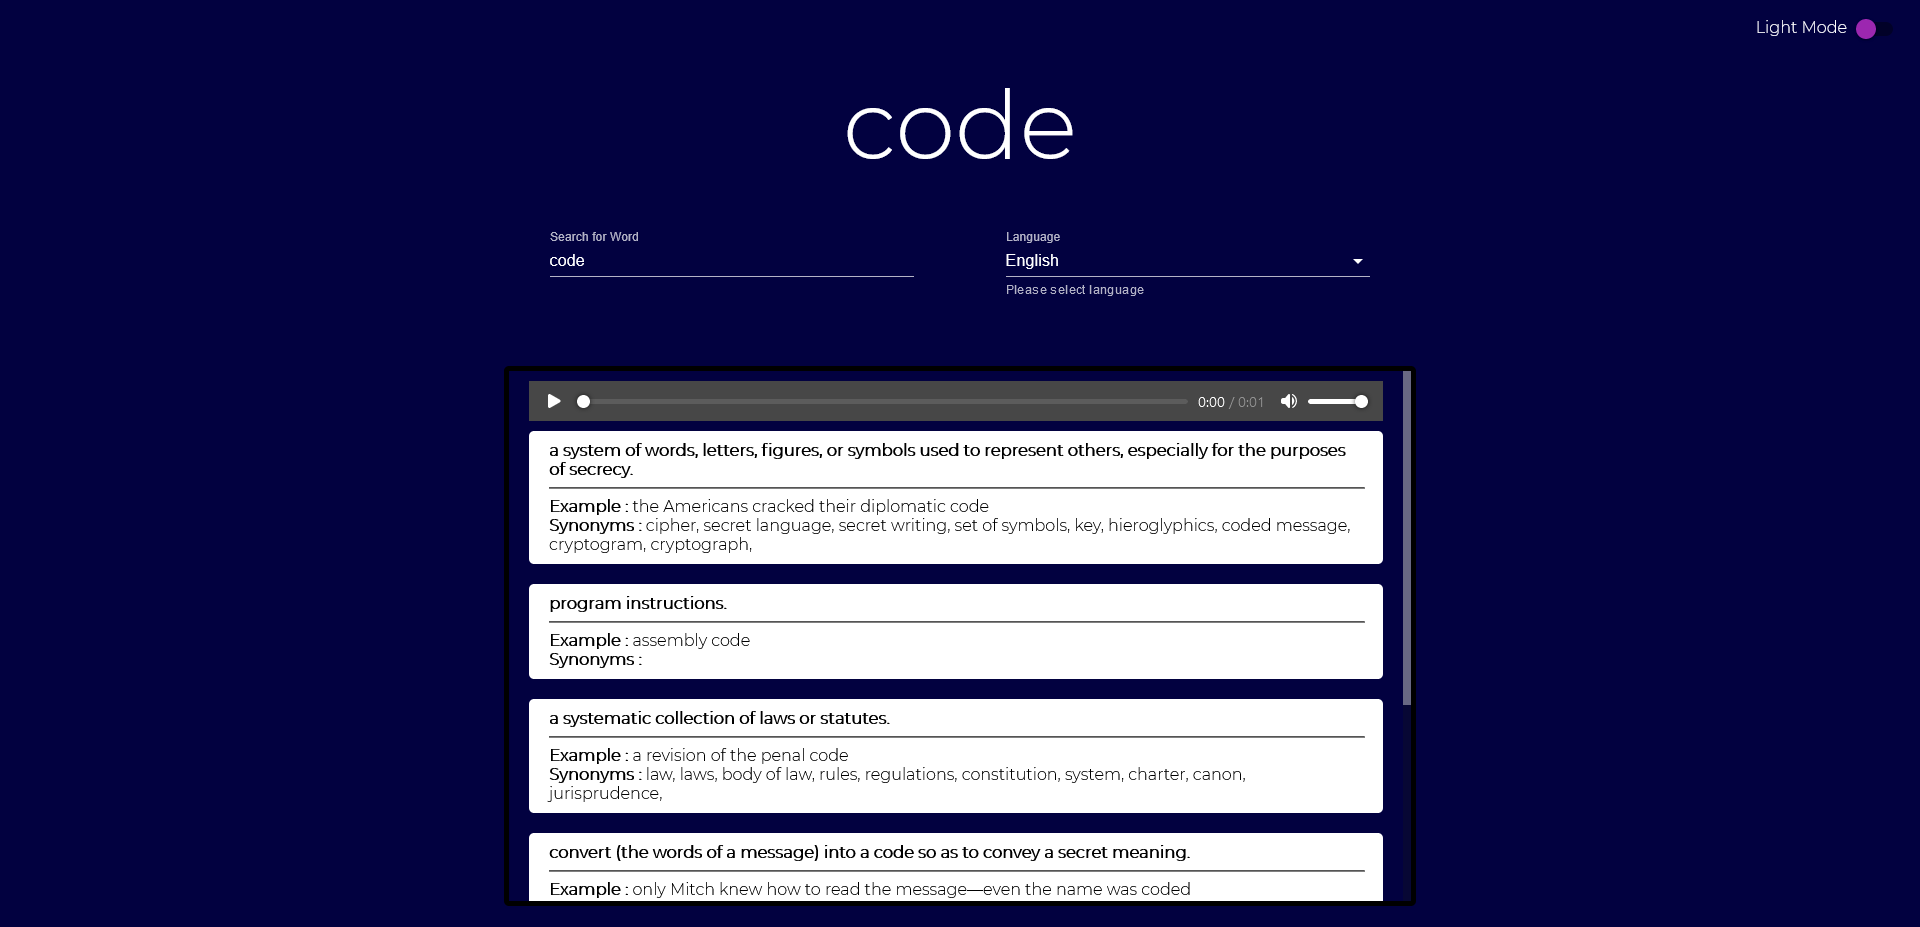 Light Mode
code
Search for Word
code
Language
English
Please select language
0:00 / 0:01
a system of words, letters, figures, or symbols used to represent others, especially for the purposes
of secrecy.
Example : the Americans cracked their diplomatic code
Synonyms : cipher, secret language, secret writing, set of symbols, key, hieroglyphics, coded message,
cryptogram, cryptograph,
program instructions.
Example : assembly code
Synonyms :
a systematic collection of laws or statutes.
Example : a revision of the penal code
Synonyms : law, laws, body of law, rules, regulations, constitution, system, charter, canon,
jurisprudence,
convert (the words of a message) into a code so as to convey a secret meaning.
Example : only Mitch knew how to read the message—even the name was coded